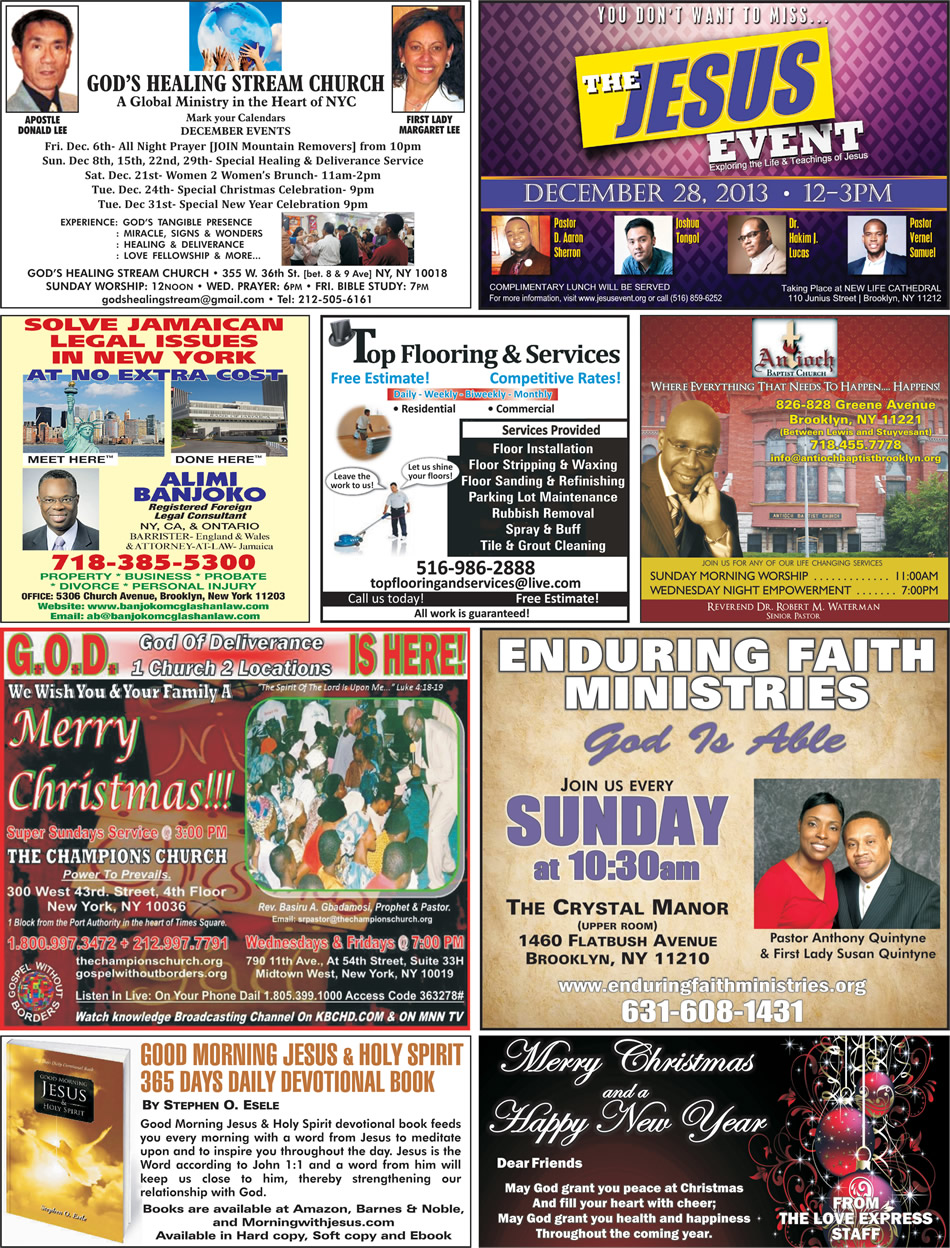 GOD'S HEALING STREAM CHURCH
A Global Ministry in the Heart of NYC
APOSTLE
DONALD LEE
FIRST LADY
MARGARET LEE
Mark your Calendars
DECEMBER EVENTS
Fri. Dec. 6th- All Night Prayer [JOIN Mountain Removers] from 10pm
Sun. Dec 8th, 15th, 22nd, 29th- Special Healing & Deliverance Service
Sat. Dec. 21st- Women 2 Women's Brunch- 11am-2pm
Tue. Dec. 24th- Special Christmas Celebration- 9pm
Tue. Dec 31st- Special New Year Celebration 9pm
EXPERIENCE: GOD'S TANGIBLE PRESENCE
: MIRACLE, SIGNS & WONDERS
: HEALING & DELIVERANCE
: LOVE FELLOWSHIP & MORE...
GOD'S HEALING STREAM CHURCH • 355 W. 36th St. [bet. 8 & 9 Ave] NY, NY 10018
SUNDAY WORSHIP: 12NOON • WED. PRAYER: 6PM • FRI. BIBLE STUDY: 7PM
godshealingstream@gmail.com • Tel: 212-505-6161
YOU DON'T WANT TO MISS...
THE JESUS
EVENT
Exploring the Life & Teachings of Jesus
DECEMBER 28, 2013 • 12-3PM
Pastor
D. Aaron
Sherron
Joshua
Tongol
Dr.
Hakim J.
Lucas
Pastor
Vernel
Samuel
COMPLIMENTARY LUNCH WILL BE SERVED
For more information, visit www.jesusevent.org or call (516) 859-6252
Taking Place at NEW LIFE CATHEDRAL
110 Junius Street | Brooklyn, NY 11212
SOLVE JAMAICAN
LEGAL ISSUES
IN NEW YORK
AT NO EXTRA COST
MEET HERE™
DONE HERE™
ALIMI
BANJOKO
Registered Foreign
Legal Consultant
NY, CA, & ONTARIO
BARRISTER- England & Wales
& ATTORNEY-AT-LAW- Jamaica
718-385-5300
PROPERTY * BUSINESS * PROBATE
* DIVORCE * PERSONAL INJURY
OFFICE: 5306 Church Avenue, Brooklyn, New York 11203
Website: www.banjokomcglashanlaw.com
Email: ab@banjokomcglashanlaw.com
Top Flooring & Services
Free Estimate! Competitive Rates!
Daily - Weekly - Biweekly - Monthly
• Residential • Commercial
Services Provided
Floor Installation
Floor Stripping & Waxing
Floor Sanding & Refinishing
Parking Lot Maintenance
Rubbish Removal
Spray & Buff
Tile & Grout Cleaning
Leave the
work to us!
Let us shine
your floors!
516-986-2888
topflooringandservices@live.com
Call us today! Free Estimate!
All work is guaranteed!
Antioch
BAPTIST CHURCH
WHERE EVERYTHING THAT NEEDS TO HAPPEN.... HAPPENS!
826-828 Greene Avenue
Brooklyn, NY 11221
(Between Lewis and Stuyvesant)
718.455.7778
info@antiochbaptistbrooklyn.org
ANTIOCH BAPTIST CHURCH
JOIN US FOR ANY OF OUR LIFE CHANGING SERVICES
SUNDAY MORNING WORSHIP . . . . . . . . . . . . . 11:00AM
WEDNESDAY NIGHT EMPOWERMENT . . . . . . . 7:00PM
REVEREND DR. ROBERT M. WATERMAN
SENIOR PASTOR
G.O.D. God Of Deliverance IS HERE!
1 Church 2 Locations
We Wish You & Your Family A
"The Spirit Of The Lord Is Upon Me..." Luke 4:18-19
Merry
Christmas!!!
Super Sundays Service @ 3:00 PM
THE CHAMPIONS CHURCH
Power To Prevails.
300 West 43rd. Street, 4th Floor
New York, NY 10036
1 Block from the Port Authority in the heart of Times Square.
Rev. Basiru A. Gbadamosi, Prophet & Pastor.
Email: srpastor@thechampionschurch.org
1.800.997.3472 + 212.997.7791
thechampionschurch.org
gospelwithoutborders.org
Wednesdays & Fridays @ 7:00 PM
790 11th Ave., At 54th Street, Suite 33H
Midtown West, New York, NY 10019
GOSPEL WITHOUT BORDERS
Listen In Live: On Your Phone Dail 1.805.399.1000 Access Code 363278#
Watch knowledge Broadcasting Channel On KBCHD.COM & ON MNN TV
ENDURING FAITH
MINISTRIES
God Is Able
JOIN US EVERY
SUNDAY
at 10:30am
THE CRYSTAL MANOR
(UPPER ROOM)
1460 FLATBUSH AVENUE
BROOKLYN, NY 11210
Pastor Anthony Quintyne
& First Lady Susan Quintyne
www.enduringfaithministries.org
631-608-1431
GOOD MORNING
JESUS
&
HOLY SPIRIT
Stephen O. Esele
GOOD MORNING JESUS & HOLY SPIRIT
365 DAYS DAILY DEVOTIONAL BOOK
BY STEPHEN O. ESELE
Good Morning Jesus & Holy Spirit devotional book feeds
you every morning with a word from Jesus to meditate
upon and to inspire you throughout the day. Jesus is the
Word according to John 1:1 and a word from him will
keep us close to him, thereby strengthening our
relationship with God.
Books are available at Amazon, Barnes & Noble,
and Morningwithjesus.com
Available in Hard copy, Soft copy and Ebook
Merry Christmas
and a
Happy New Year
Dear Friends
May God grant you peace at Christmas
And fill your heart with cheer;
May God grant you health and happiness
Throughout the coming year.
FROM
THE LOVE EXPRESS
STAFF